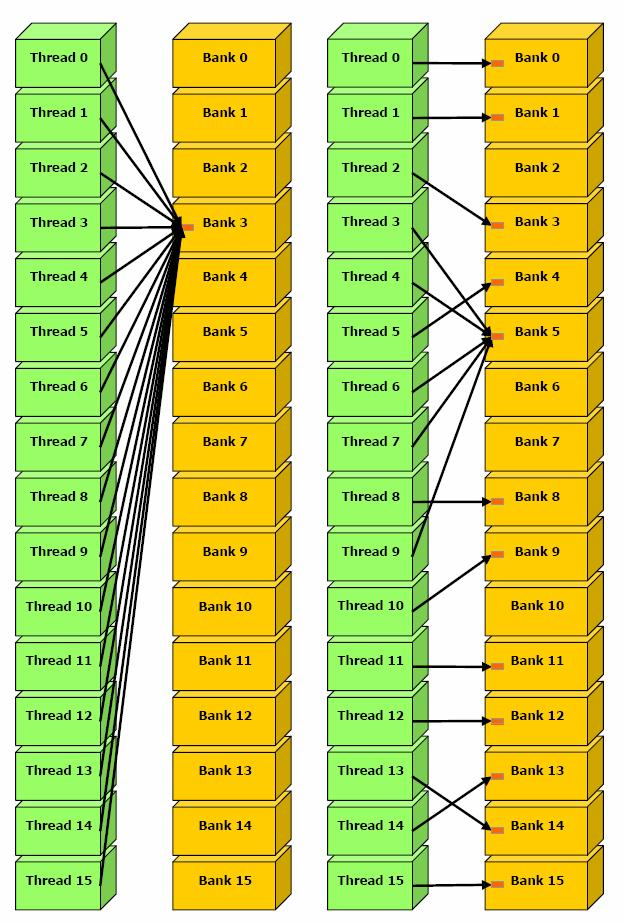 Thread 0 Bank 0 Thread 0 Bank 0
Thread 1 Bank 1 Thread 1 Bank 1
Thread 2 Bank 2 Thread 2 Bank 2
Thread 3 Bank 3 Thread 3 Bank 3
Thread 4 Bank 4 Thread 4 Bank 4
Thread 5 Bank 5 Thread 5 Bank 5
Thread 6 Bank 6 Thread 6 Bank 6
Thread 7 Bank 7 Thread 7 Bank 7
Thread 8 Bank 8 Thread 8 Bank 8
Thread 9 Bank 9 Thread 9 Bank 9
Thread 10 Bank 10 Thread 10 Bank 10
Thread 11 Bank 11 Thread 11 Bank 11
Thread 12 Bank 12 Thread 12 Bank 12
Thread 13 Bank 13 Thread 13 Bank 13
Thread 14 Bank 14 Thread 14 Bank 14
Thread 15 Bank 15 Thread 15 Bank 15